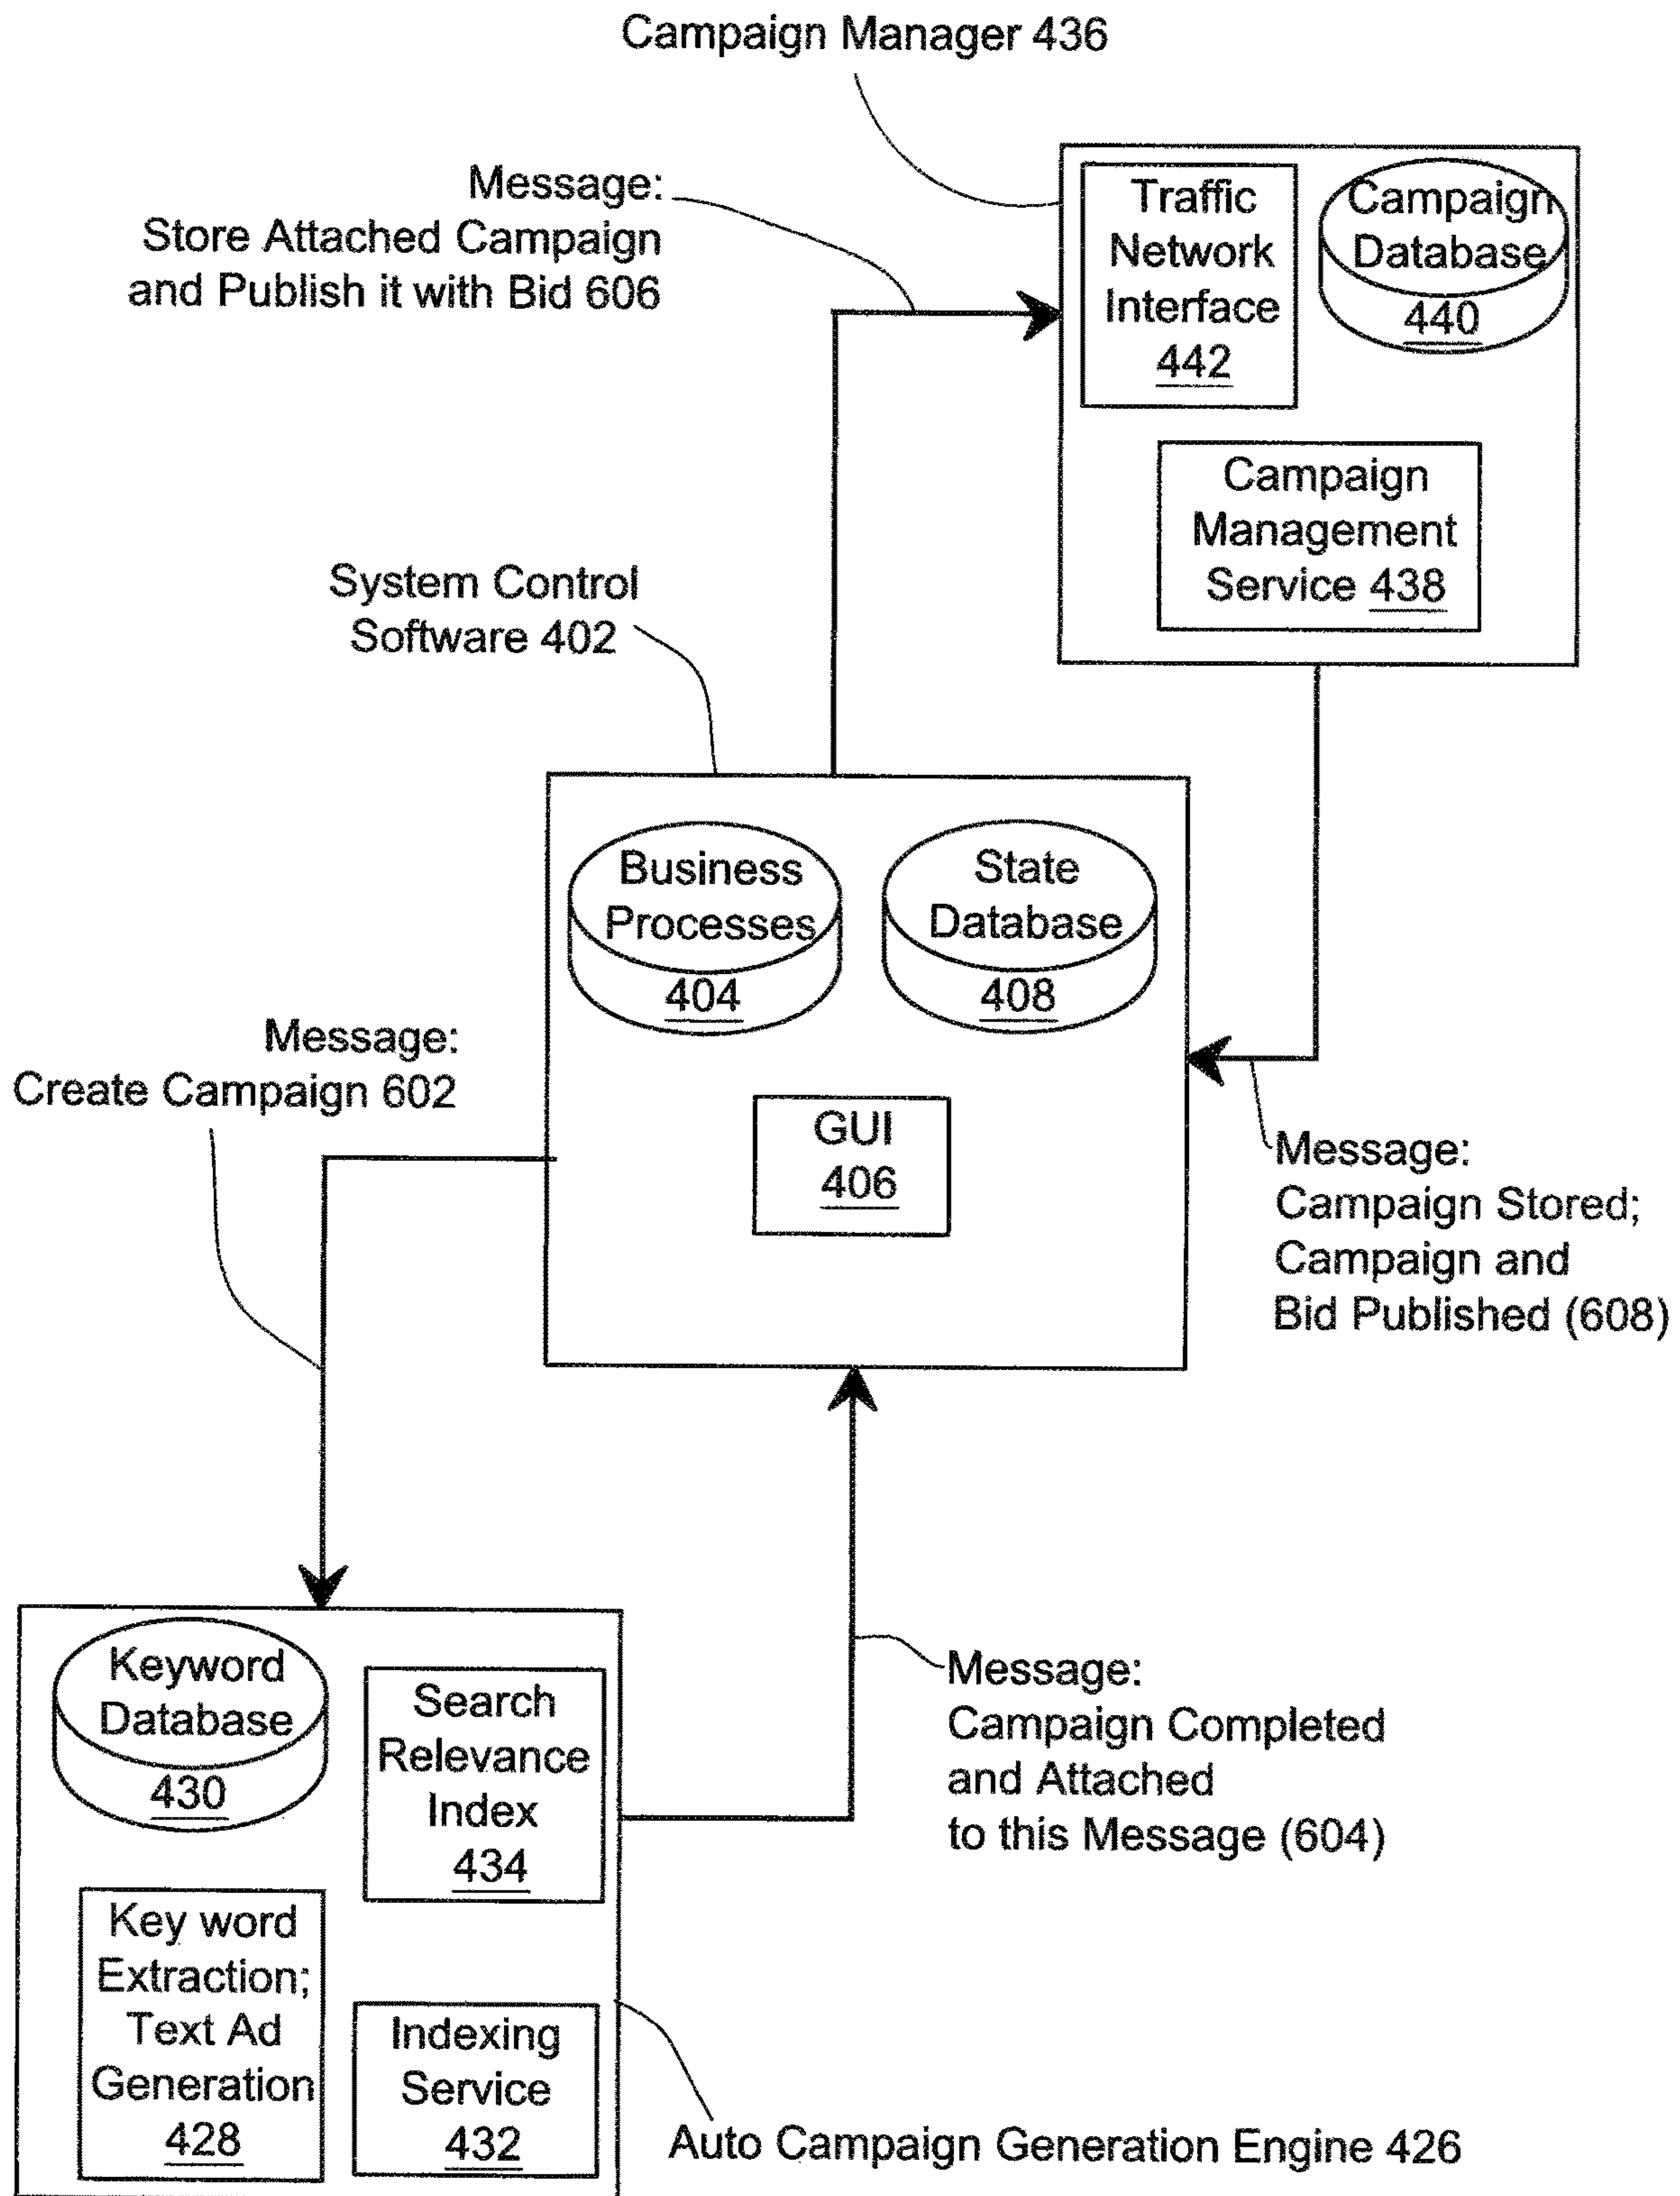 Campaign Manager 436
Message:
Store Attached Campaign
and Publish it with Bid 606
Traffic
Network
Interface
442
Campaign
Database
440
Campaign
Management
Service 438
System Control
Software 402
Business
Processes
404
State
Database
408
GUI
406
Message:
Create Campaign 602
Message:
Campaign Stored;
Campaign and
Bid Published (608)
Keyword
Database
430
Search
Relevance
Index
434
Key word
Extraction;
Text Ad
Generation
428
Indexing
Service
432
Message:
Campaign Completed
and Attached
to this Message (604)
Auto Campaign Generation Engine 426